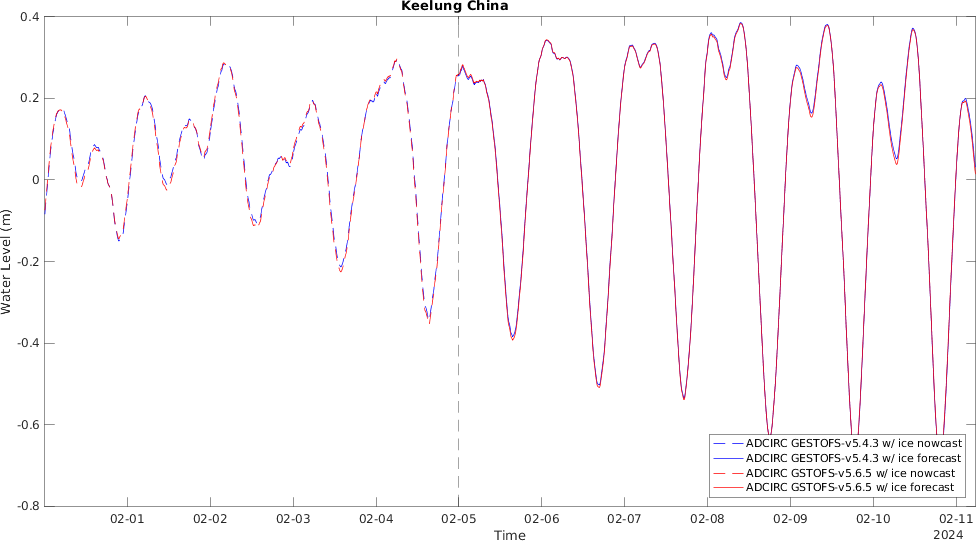 Keelung China
0.4
0.2
0
-0.2
-0.4
-0.6
-0.8
Water Level (m)
ADCIRC GESTOFS-v5.4.3 w/ ice nowcast
ADCIRC GESTOFS-v5.4.3 w/ ice forecast
ADCIRC GSTOFS-v5.6.5 w/ ice nowcast
ADCIRC GSTOFS-v5.6.5 w/ ice forecast
02-01 02-02 02-03 02-04 02-05 02-06 02-07 02-08 02-09 02-10 02-11
Time
2024